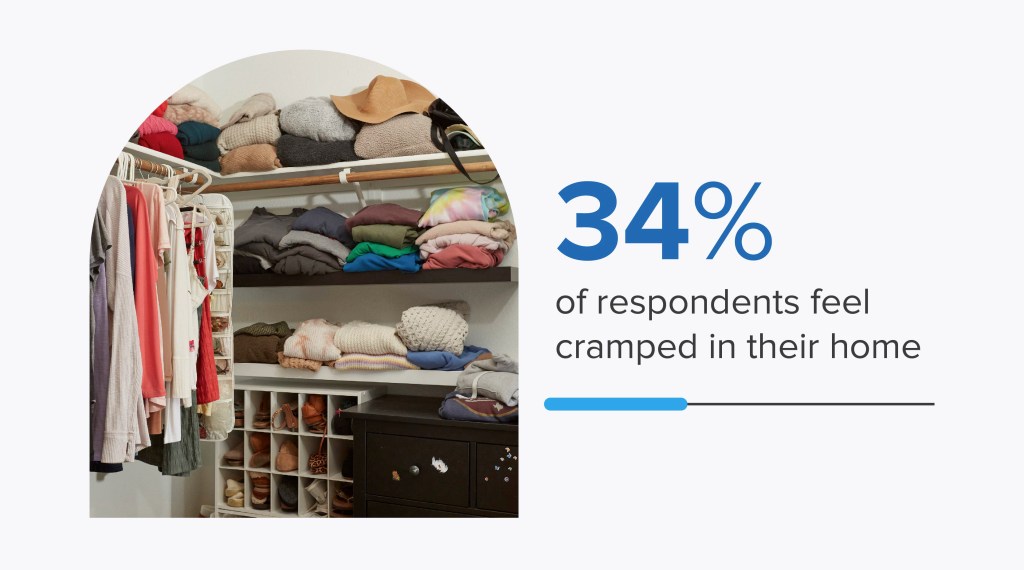 34%
of respondents feel
cramped in their home